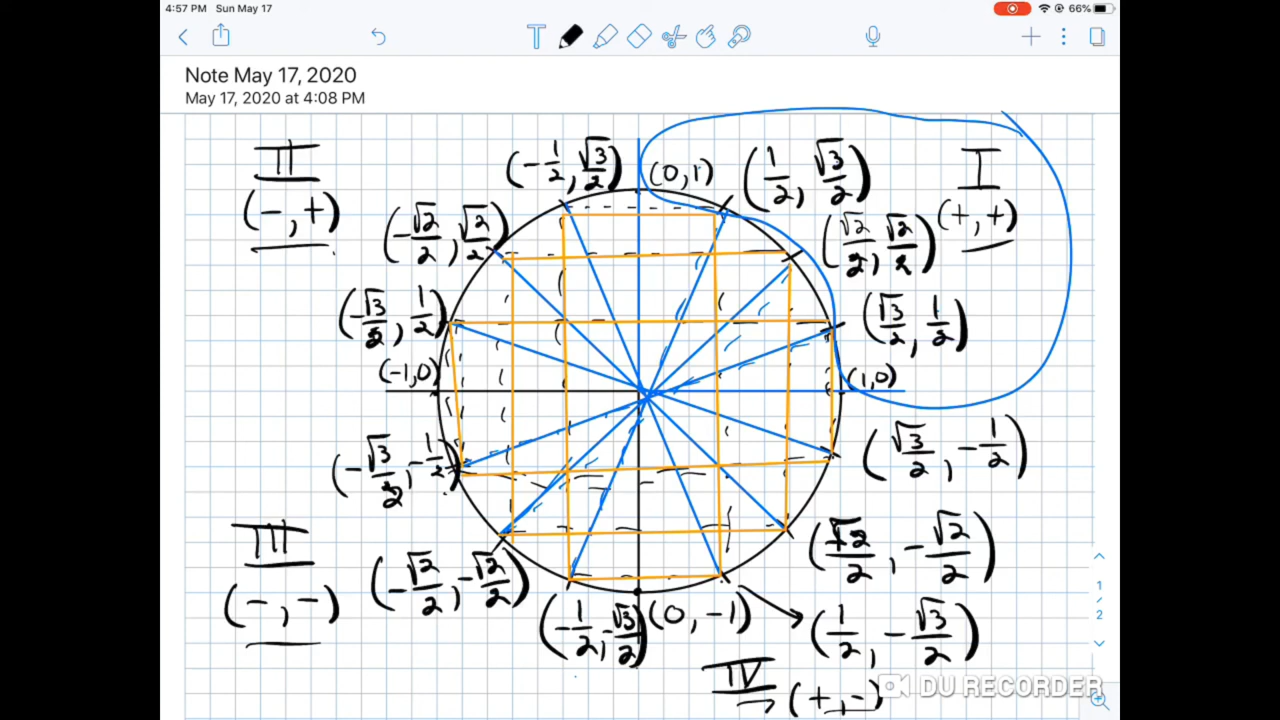 4:57 PM Sun May 17
66%
T
Note May 17, 2020
May 17, 2020 at 4:08 PM
II
(-, +)
(-1/2, √3/2)
(0, 1)
(1/2, √3/2)
I
(+, +)
(-√2/2, √2/2)
(√2/2, √2/2)
(-√3/2, 1/2)
(√3/2, 1/2)
(-1, 0)
(1, 0)
(-√3/2, -1/2)
(√3/2, -1/2)
III
(-, -)
(-√2/2, -√2/2)
(√2/2, -√2/2)
(-1/2, -√3/2)
(0, -1)
(1/2, -√3/2)
IV
(+, -)
1
/
2
DU RECORDER